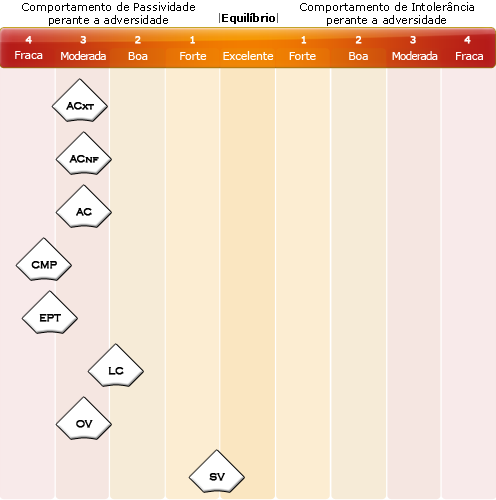 Comportamento de Passividade
perante a adversidade
|Equilíbrio|
Comportamento de Intolerância
perante a adversidade
4 3 2 1 1 2 3 4
Fraca Moderada Boa Forte Excelente Forte Boa Moderada Fraca
ACXT
ACNF
AC
CMP
EPT
LC
OV
SV